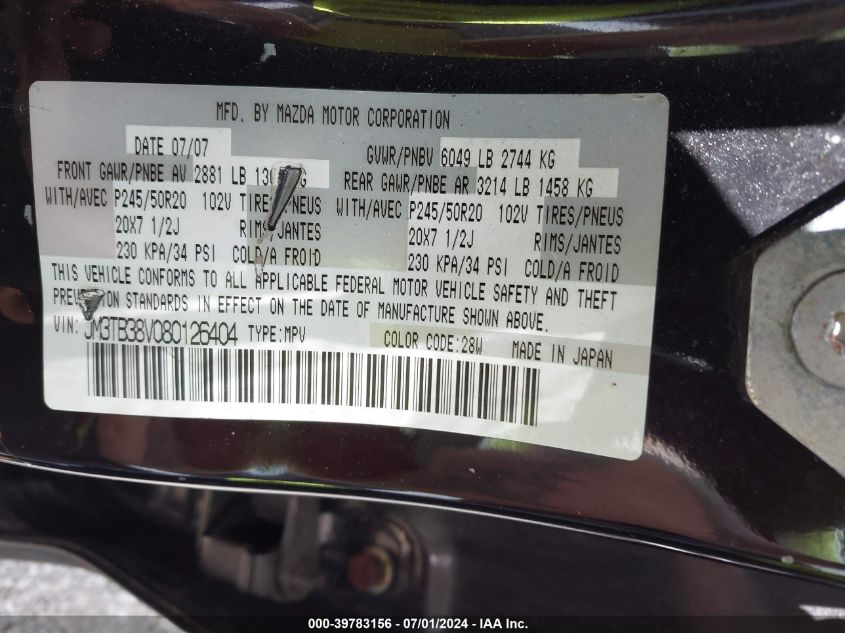 MFD. BY MAZDA MOTOR CORPORATION
DATE 07/07 GVWR/PNBV 6049 LB 2744 KG
FRONT GAWR/PNBE AV 2881 LB REAR GAWR/PNBE AR 3214 LB 1458 KG
WITH/AVEC P245/50R20 102V TIRES/PNEUS WITH/AVEC P245/50R20 102V TIRES/PNEUS
20X7 1/2J RIMS/JANTES 20X7 1/2J RIMS/JANTES
230 KPA/34 PSI COLD/A FROID 230 KPA/34 PSI COLD/A FROID
THIS VEHICLE CONFORMS TO ALL APPLICABLE FEDERAL MOTOR VEHICLE SAFETY AND THEFT
STANDARDS IN EFFECT ON THE DATE OF MANUFACTURE SHOWN ABOVE.
VIN: JM3TB38V080126404 TYPE:MPV COLOR CODE:28W MADE IN JAPAN
000-39783156 - 07/01/2024 - IAA Inc.